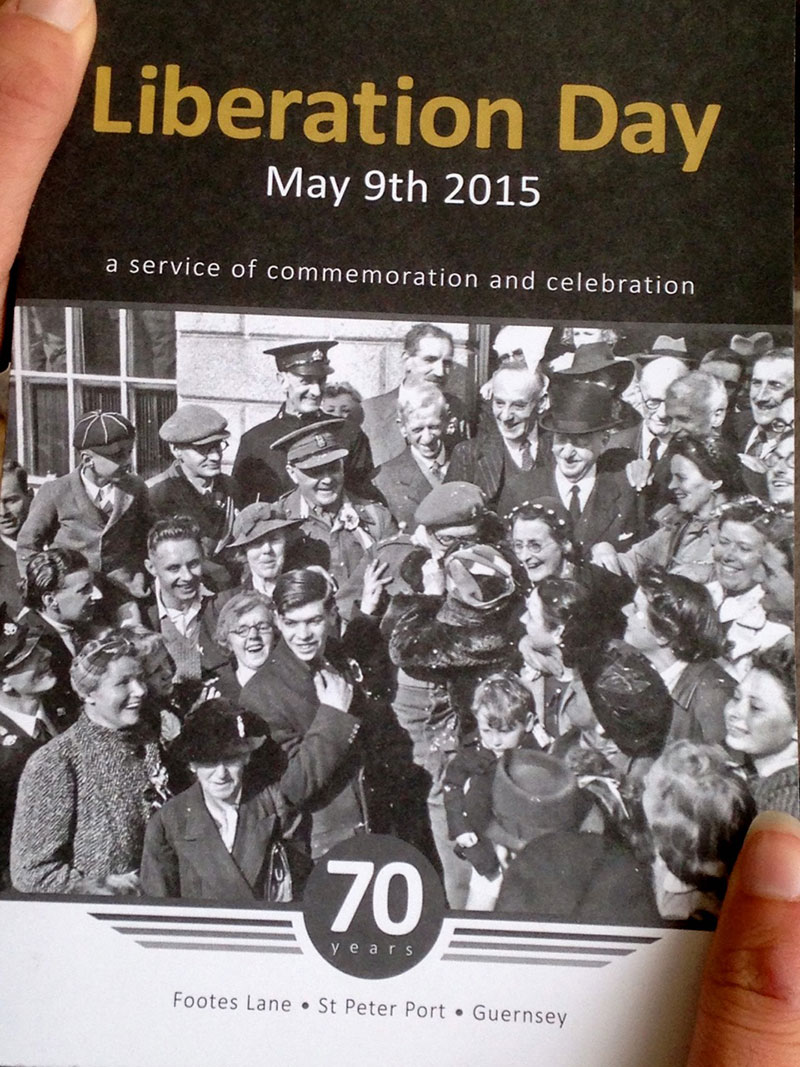 Liberation Day
May 9th 2015
a service of commemoration and celebration
70
years
Footes Lane • St Peter Port • Guernsey